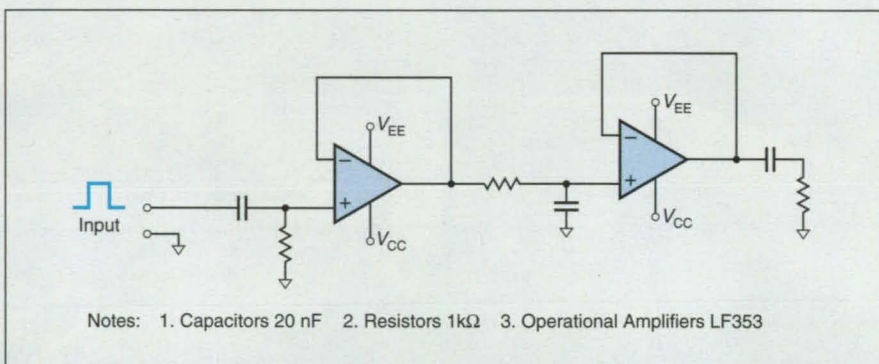 V_EE
V_EE
−
−
+
+
Input
V_CC
V_CC
Notes: 1. Capacitors 20 nF 2. Resistors 1kΩ 3. Operational Amplifiers LF353